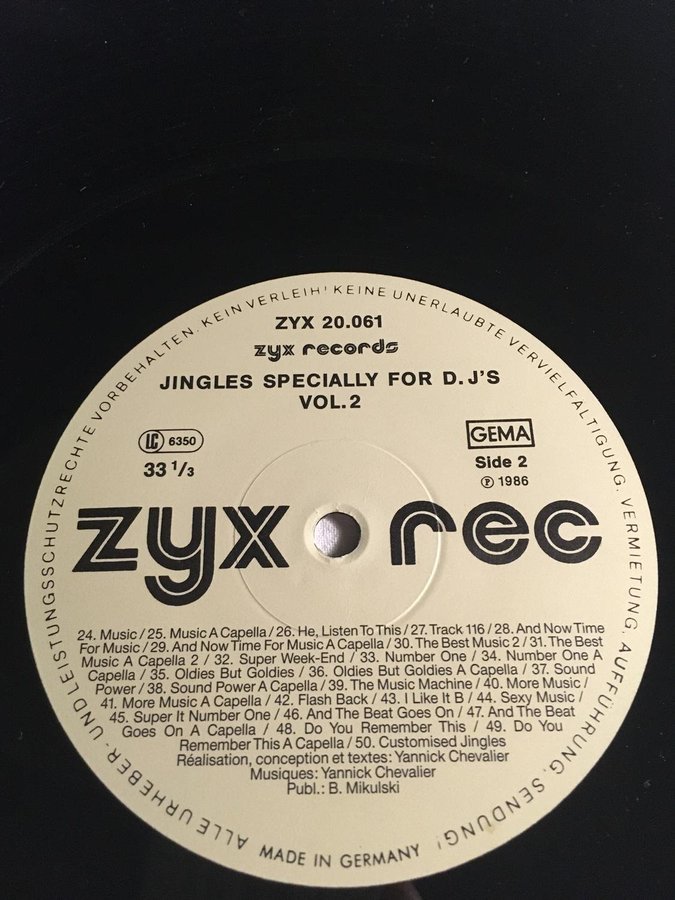 ALLE URHEBER- UND LEISTUNGSSCHUTZRECHTE VORBEHALTEN. KEIN VERLEIH! KEINE UNERLAUBTE VERVIELFÄLTIGUNG, VERMIETUNG, AUFFÜHRUNG, SENDUNG!
ZYX 20.061
zyx records
JINGLES SPECIALLY FOR D.J'S
VOL.2
LC 6350
GEMA
33 1/3
Side 2
℗ 1986
zyx rec
24. Music / 25. Music A Capella / 26. He, Listen To This / 27. Track 116 / 28. And Now Time
For Music / 29. And Now Time For Music A Capella / 30. The Best Music 2 / 31. The Best
Music A Capella 2 / 32. Super Week-End / 33. Number One / 34. Number One A
Capella / 35. Oldies But Goldies / 36. Oldies But Goldies A Capella / 37. Sound
Power / 38. Sound Power A Capella / 39. The Music Machine / 40. More Music /
41. More Music A Capella / 42. Flash Back / 43. I Like It B / 44. Sexy Music /
45. Super It Number One / 46. And The Beat Goes On / 47. And The Beat
Goes On A Capella / 48. Do You Remember This / 49. Do You
Remember This A Capella / 50. Customised Jingles
Réalisation, conception et textes: Yannick Chevalier
Musiques: Yannick Chevalier
Publ.: B. Mikulski
MADE IN GERMANY